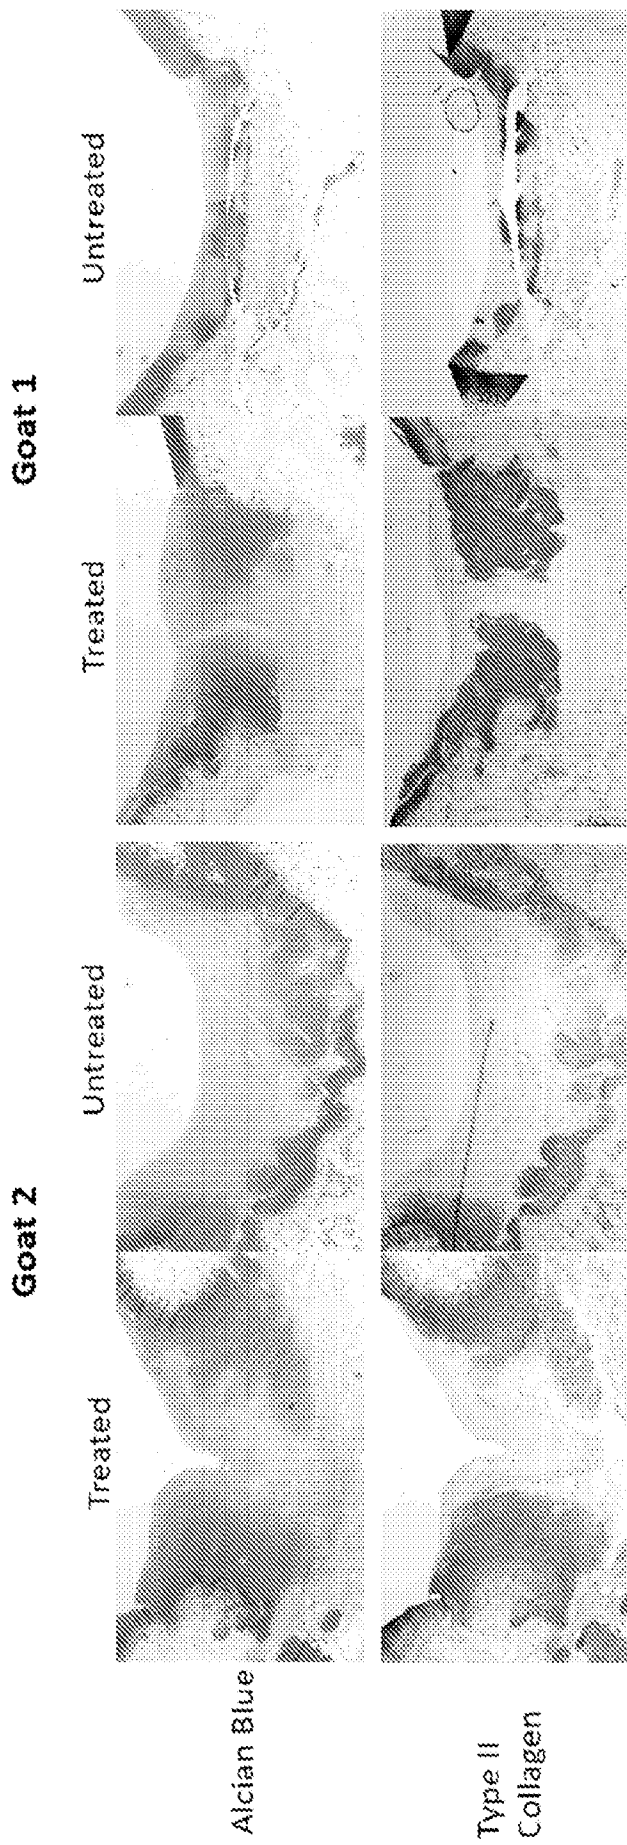 Goat 2
Goat 1
Treated
Untreated
Treated
Untreated
Alcian Blue
Type II
Collagen